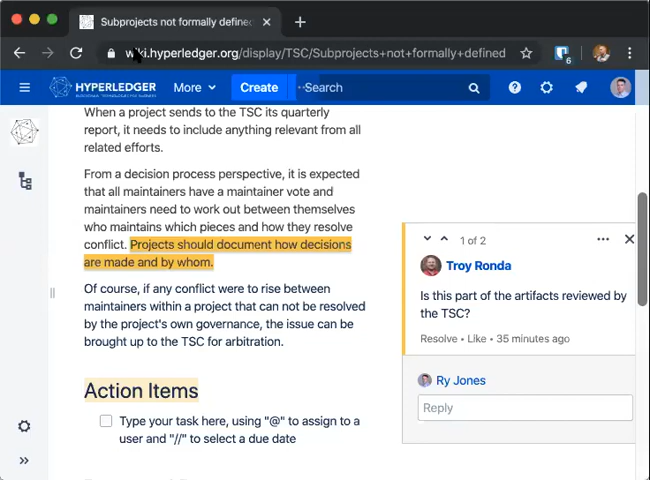 Subprojects not formally define
wiki.hyperledger.org/display/TSC/Subprojects+not+formally+defined
6
HYPERLEDGER
More
Create
Search
When a project sends to the TSC its quarterly
report, it needs to include anything relevant from all
related efforts.
From a decision process perspective, it is expected
that all maintainers have a maintainer vote and
maintainers need to work out between themselves
who maintains which pieces and how they resolve
conflict. Projects should document how decisions
are made and by whom.
Of course, if any conflict were to rise between
maintainers within a project that can not be resolved
by the project's own governance, the issue can be
brought up to the TSC for arbitration.
Action Items
Type your task here, using "@" to assign to a
user and "//" to select a due date
1 of 2
Troy Ronda
Is this part of the artifacts reviewed by
the TSC?
Resolve • Like • 35 minutes ago
Ry Jones
Reply